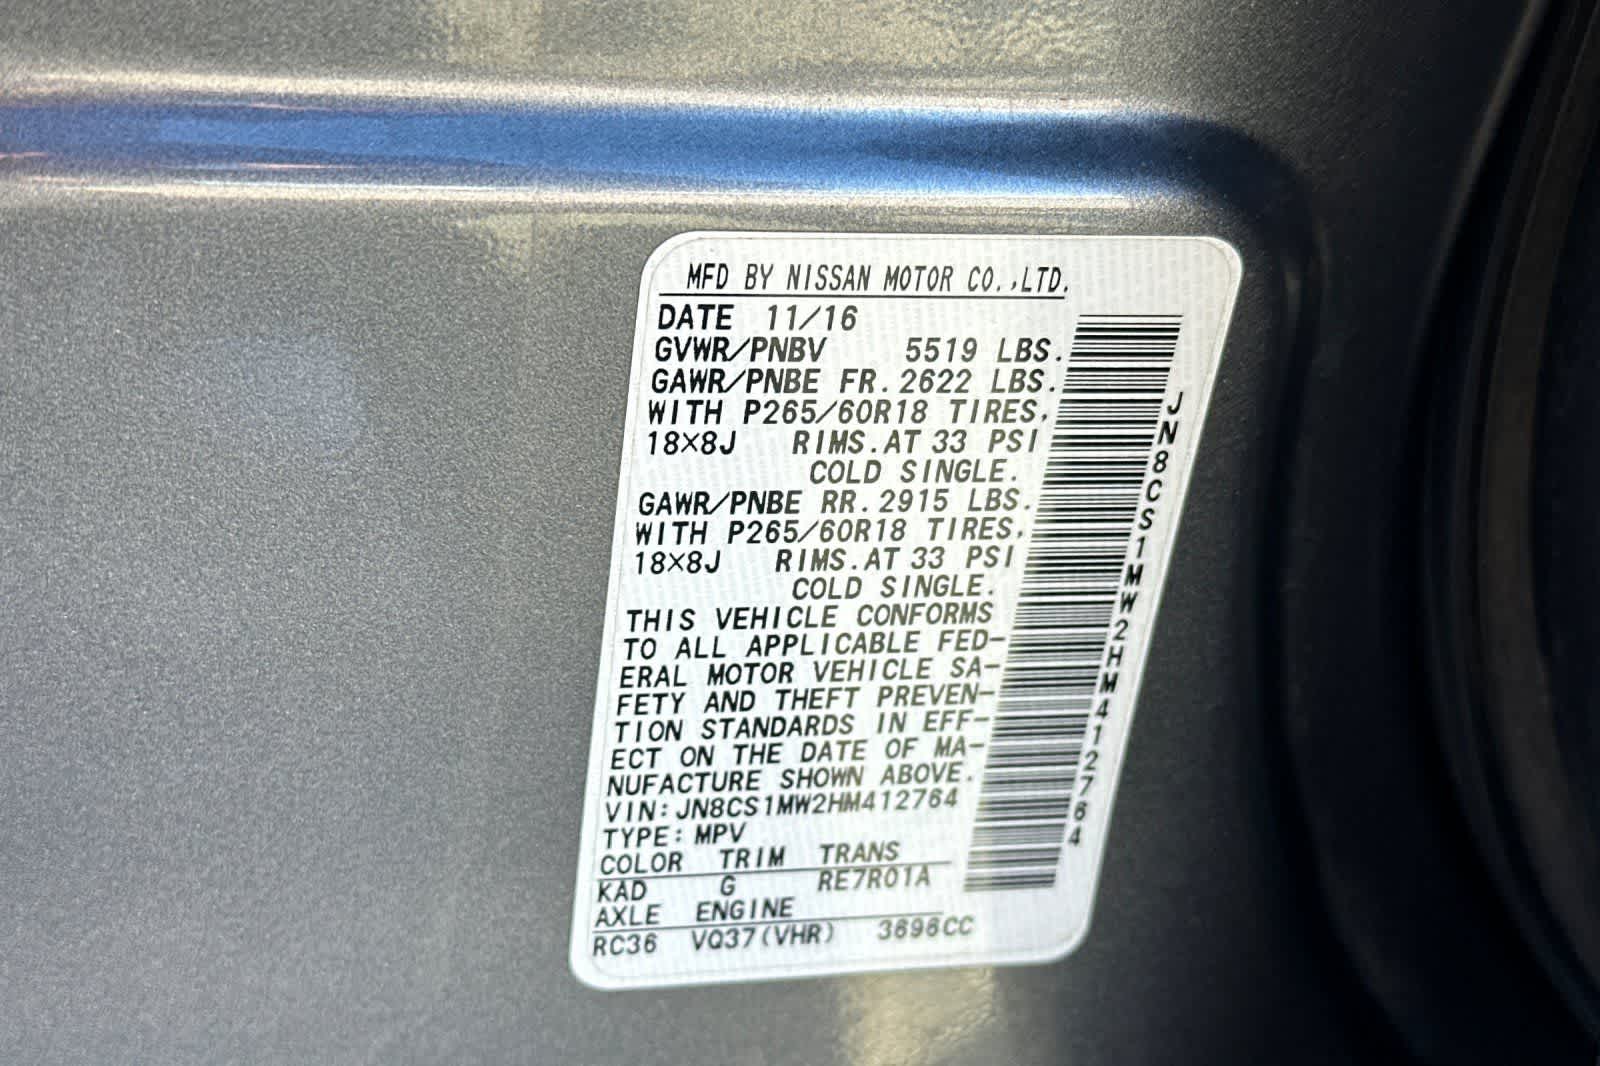 MFD BY NISSAN MOTOR CO.,LTD.
DATE 11/16
GVWR/PNBV 5519 LBS.
GAWR/PNBE FR. 2622 LBS.
WITH P265/60R18 TIRES,
18×8J RIMS. AT 33 PSI
COLD SINGLE.
GAWR/PNBE RR. 2915 LBS.
WITH P265/60R18 TIRES,
18×8J RIMS. AT 33 PSI
COLD SINGLE.
THIS VEHICLE CONFORMS
TO ALL APPLICABLE FED-
ERAL MOTOR VEHICLE SA-
FETY AND THEFT PREVEN-
TION STANDARDS IN EFF-
ECT ON THE DATE OF MA-
NUFACTURE SHOWN ABOVE.
VIN: JN8CS1MW2HM412764
TYPE: MPV
COLOR TRIM TRANS
KAD G RE7R01A
AXLE ENGINE
RC36 VQ37(VHR) 3696CC
JN8CS1MW2HM412764